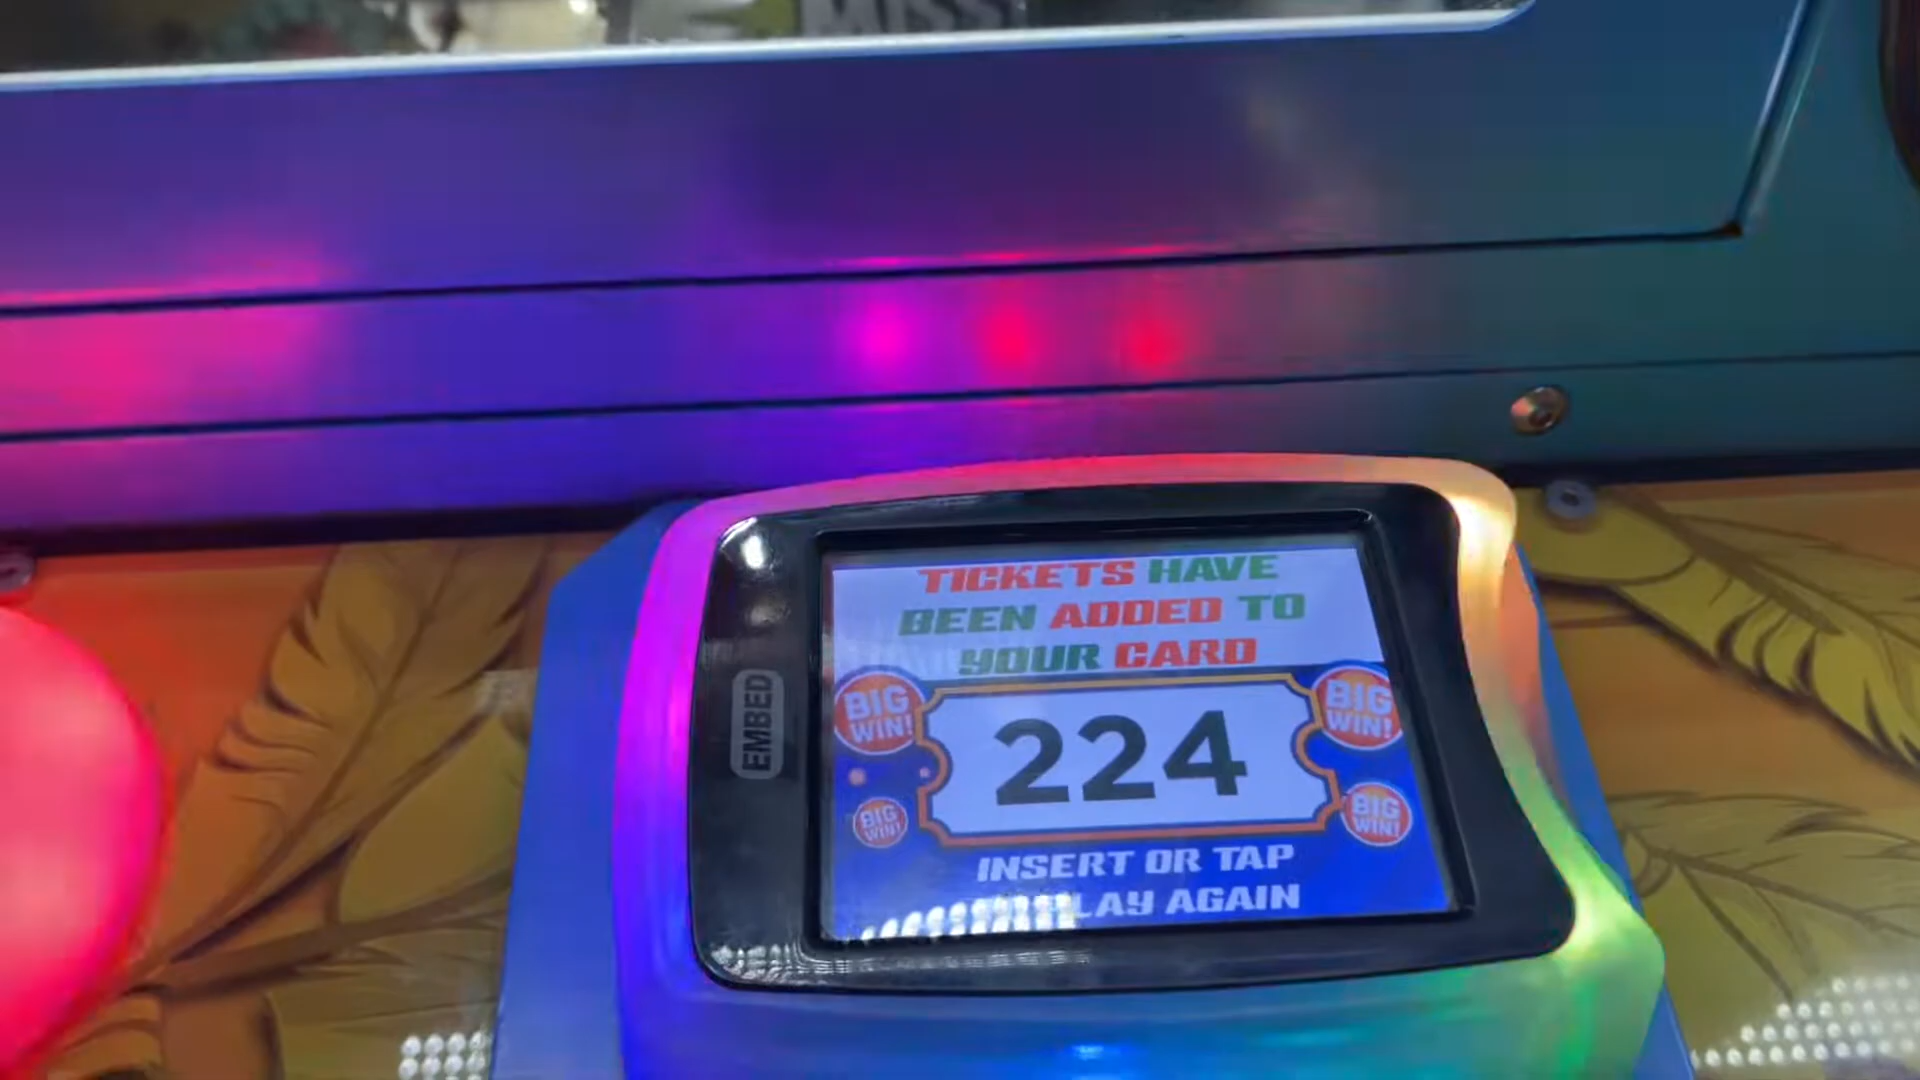 MISS!
TICKETS HAVE
BEEN ADDED TO
YOUR CARD
BIG
WIN!
BIG
WIN!
224
BIG
WIN!
BIG
WIN!
INSERT OR TAP
PLAY AGAIN
EMBED